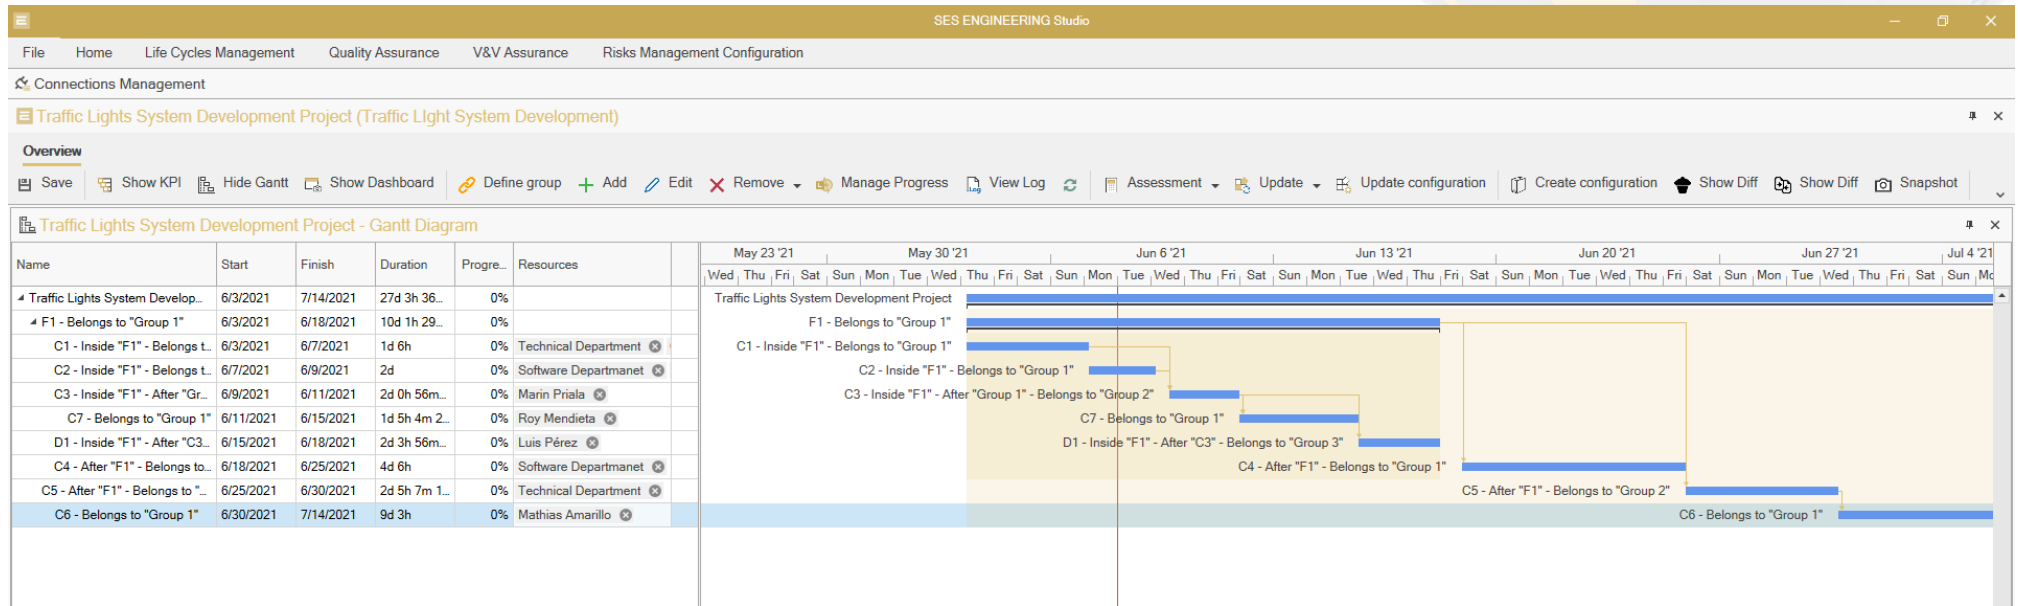 SES ENGINEERING Studio
File Home Life Cycles Management Quality Assurance V&V Assurance Risks Management Configuration
Connections Management
Traffic Lights System Development Project (Traffic LIght System Development)
Overview
Save Show KPI Hide Gantt Show Dashboard Define group Add Edit Remove Manage Progress View Log Assessment Update Update configuration Create configuration Show Diff Show Diff Snapshot
Traffic Lights System Development Project - Gantt Diagram
Name Start Finish Duration Progre... Resources May 23 '21 May 30 '21 Jun 6 '21 Jun 13 '21 Jun 20 '21 Jun 27 '21 Jul 4 '21
Wed Thu Fri Sat Sun Mon Tue Wed Thu Fri Sat Sun Mon Tue Wed Thu Fri Sat Sun Mon Tue Wed Thu Fri Sat Sun Mon Tue Wed Thu Fri Sat Sun Mon Tue Wed Thu Fri Sat Sun Mo
Traffic Lights System Develop... 6/3/2021 7/14/2021 27d 3h 36... 0% Traffic Lights System Development Project
F1 - Belongs to "Group 1" 6/3/2021 6/18/2021 10d 1h 29... 0% F1 - Belongs to "Group 1"
C1 - Inside "F1" - Belongs t... 6/3/2021 6/7/2021 1d 6h 0% Technical Department C1 - Inside "F1" - Belongs to "Group 1"
C2 - Inside "F1" - Belongs t... 6/7/2021 6/9/2021 2d 0% Software Departmanet C2 - Inside "F1" - Belongs to "Group 1"
C3 - Inside "F1" - After "Gr... 6/9/2021 6/11/2021 2d 0h 56m... 0% Marin Priala C3 - Inside "F1" - After "Group 1" - Belongs to "Group 2"
C7 - Belongs to "Group 1" 6/11/2021 6/15/2021 1d 5h 4m 2... 0% Roy Mendieta C7 - Belongs to "Group 1"
D1 - Inside "F1" - After "C3... 6/15/2021 6/18/2021 2d 3h 56m... 0% Luis Pérez D1 - Inside "F1" - After "C3" - Belongs to "Group 3"
C4 - After "F1" - Belongs to... 6/18/2021 6/25/2021 4d 6h 0% Software Departmanet C4 - After "F1" - Belongs to "Group 1"
C5 - After "F1" - Belongs to "... 6/25/2021 6/30/2021 2d 5h 7m 1... 0% Technical Department C5 - After "F1" - Belongs to "Group 2"
C6 - Belongs to "Group 1" 6/30/2021 7/14/2021 9d 3h 0% Mathias Amarillo C6 - Belongs to "Group 1"